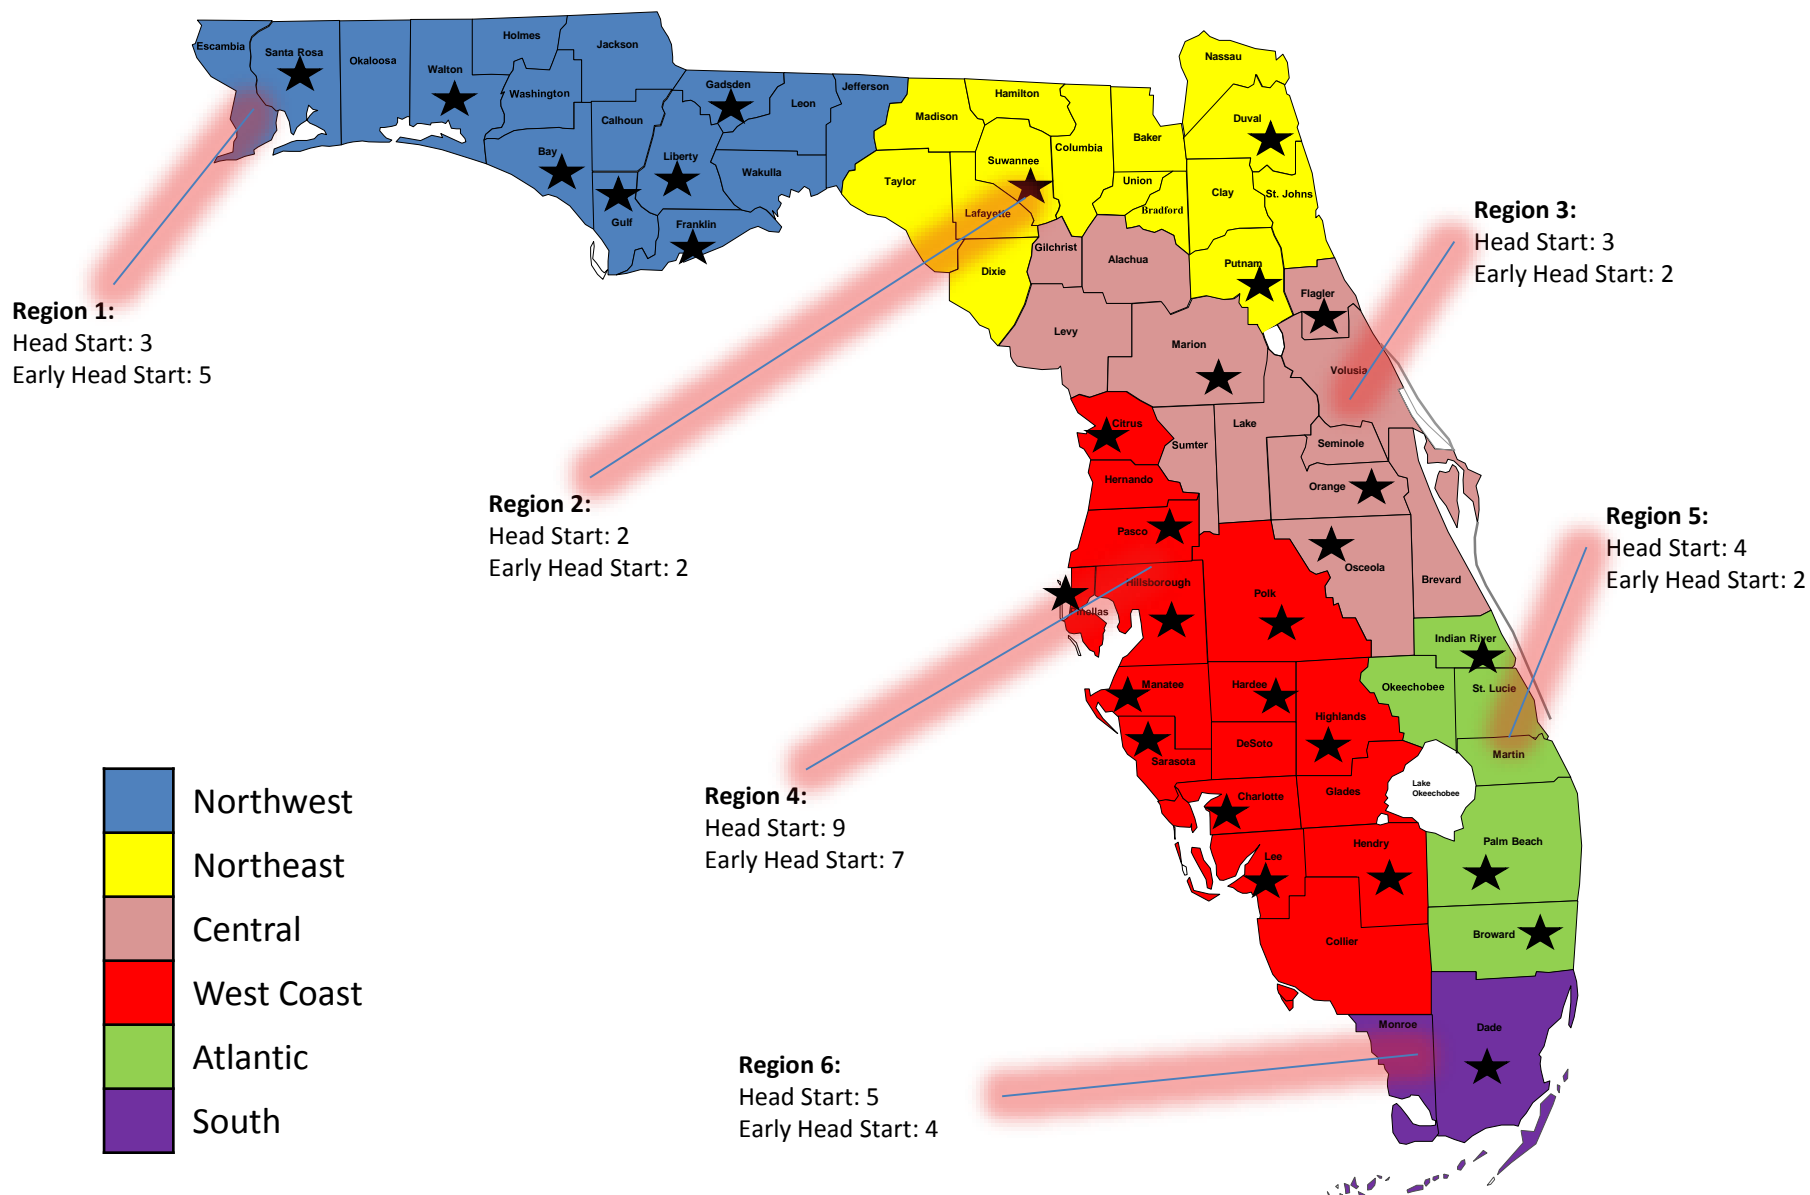 Escambia
Santa Rosa
Okaloosa
Walton
Holmes
Washington
Jackson
Bay
Calhoun
Gulf
Gadsden
Liberty
Franklin
Leon
Wakulla
Jefferson
Madison
Taylor
Hamilton
Suwannee
Lafayette
Dixie
Columbia
Baker
Union
Bradford
Nassau
Duval
Clay
St. Johns
Putnam
Gilchrist
Alachua
Levy
Marion
Flagler
Volusia
Citrus
Sumter
Lake
Seminole
Orange
Hernando
Pasco
Osceola
Brevard
Hillsborough
Pinellas
Polk
Indian River
Manatee
Hardee
Highlands
Okeechobee
St. Lucie
Sarasota
DeSoto
Martin
Charlotte
Glades
Lake
Okeechobee
Lee
Hendry
Palm Beach
Collier
Broward
Monroe
Dade
Region 1:
Head Start: 3
Early Head Start: 5
Region 2:
Head Start: 2
Early Head Start: 2
Region 3:
Head Start: 3
Early Head Start: 2
Region 4:
Head Start: 9
Early Head Start: 7
Region 5:
Head Start: 4
Early Head Start: 2
Region 6:
Head Start: 5
Early Head Start: 4
Northwest
Northeast
Central
West Coast
Atlantic
South